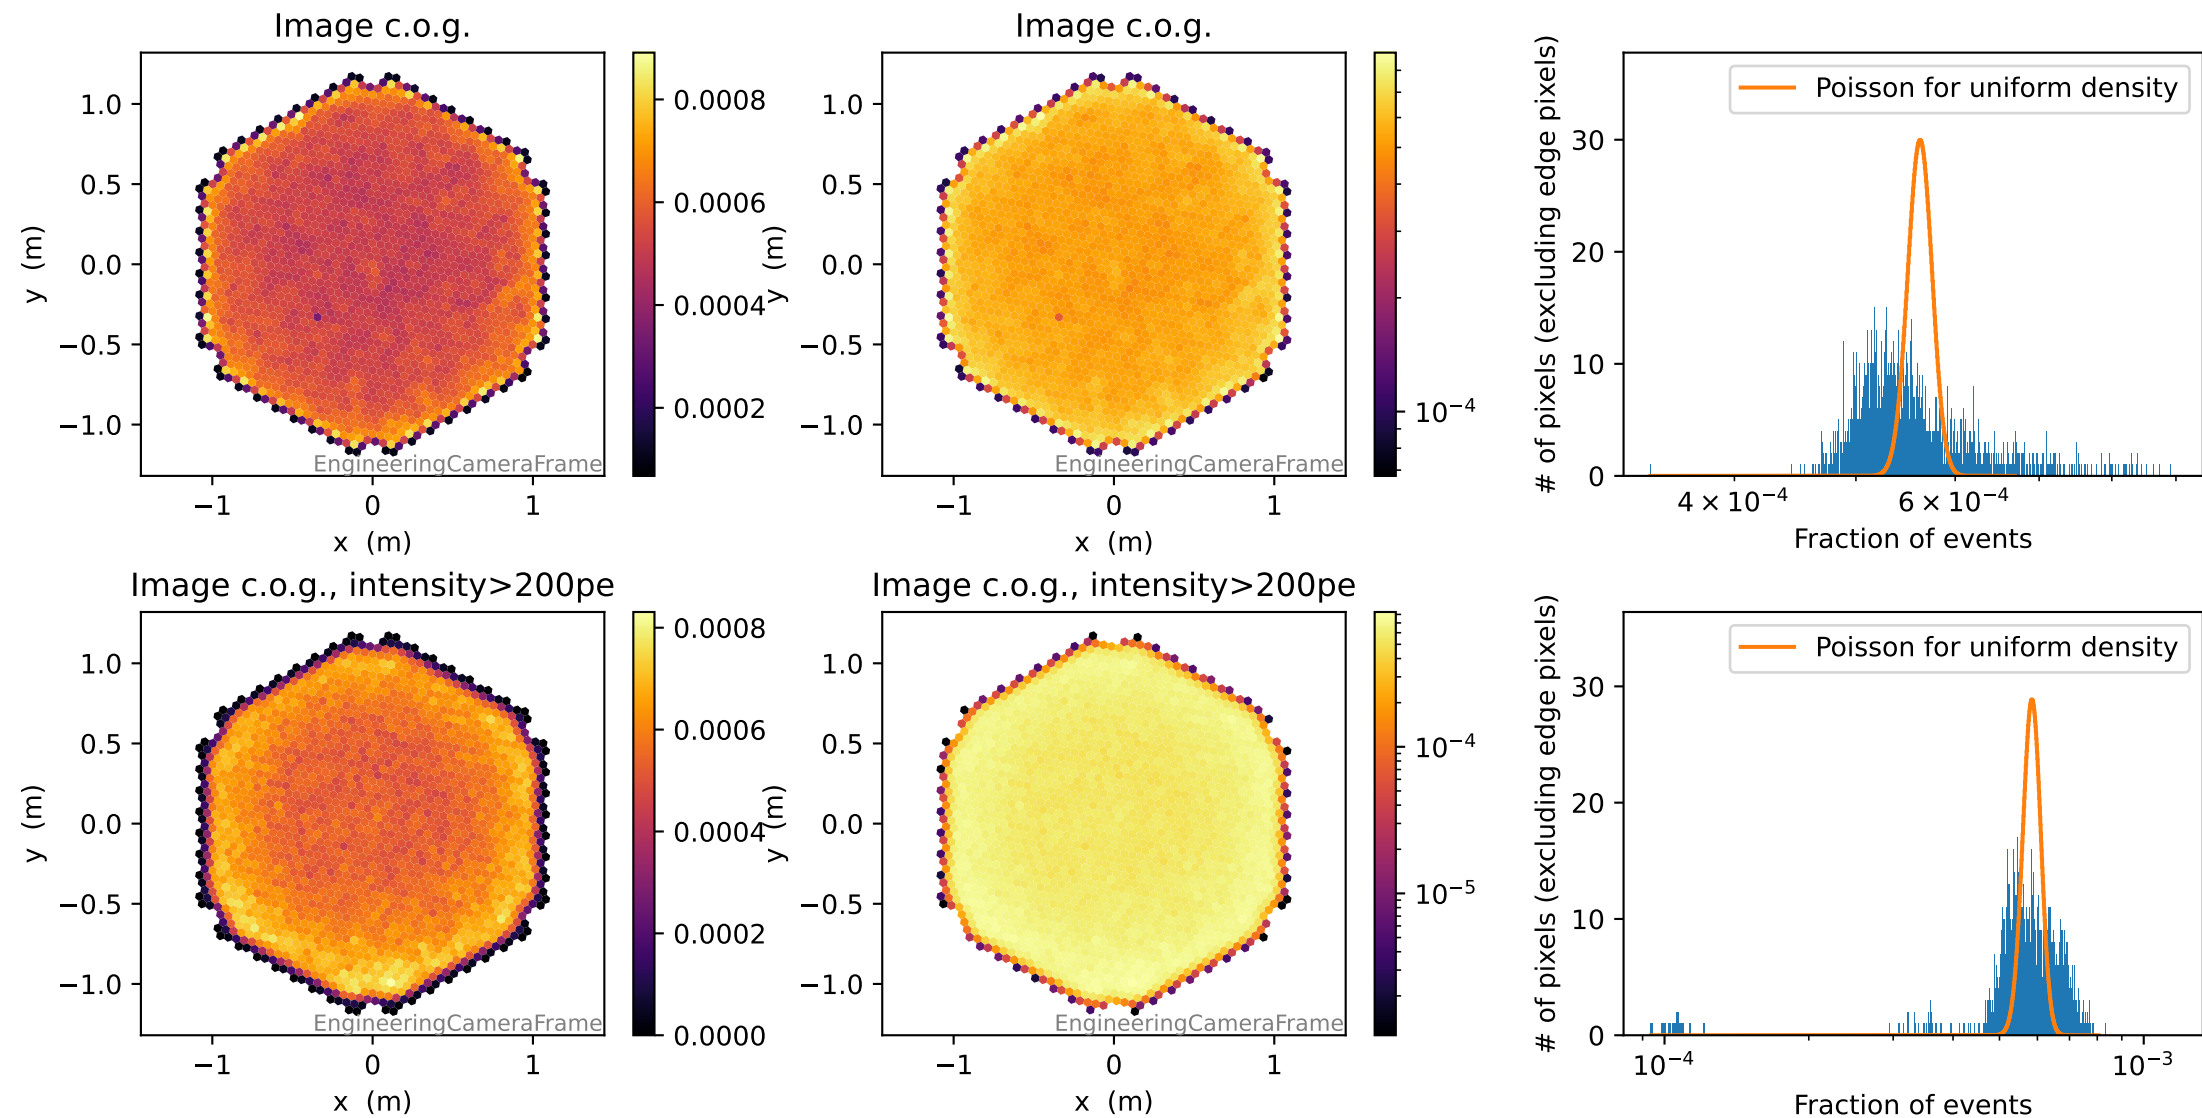 Image c.o.g.
1.0
0.5
0.0
−0.5
−1.0
y (m)
EngineeringCameraFrame
−1
0
1
x (m)
0.0008
0.0006
0.0004
0.0002
Image c.o.g.
1.0
0.5
0.0
−0.5
−1.0
y (m)
EngineeringCameraFrame
−1
0
1
x (m)
10⁻⁴
Poisson for uniform density
# of pixels (excluding edge pixels)
30
20
10
0
4 × 10⁻⁴
6 × 10⁻⁴
Fraction of events
Image c.o.g., intensity>200pe
1.0
0.5
0.0
−0.5
−1.0
y (m)
EngineeringCameraFrame
−1
0
1
x (m)
0.0008
0.0006
0.0004
0.0002
0.0000
Image c.o.g., intensity>200pe
1.0
0.5
0.0
−0.5
−1.0
y (m)
EngineeringCameraFrame
−1
0
1
x (m)
10⁻⁴
10⁻⁵
Poisson for uniform density
# of pixels (excluding edge pixels)
30
20
10
0
10⁻⁴
10⁻³
Fraction of events